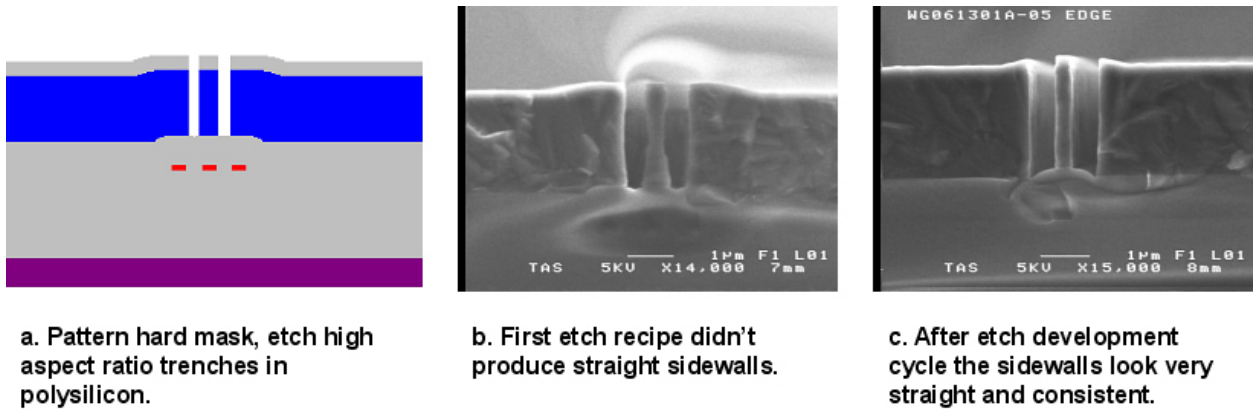 WG061301A-05 EDGE
1µm F1 L01
TAS 5KV X14,000 7mm
1µm F1 L01
TAS 5KV X15,000 8mm
a. Pattern hard mask, etch high
aspect ratio trenches in
polysilicon.
b. First etch recipe didn't
produce straight sidewalls.
c. After etch development
cycle the sidewalls look very
straight and consistent.